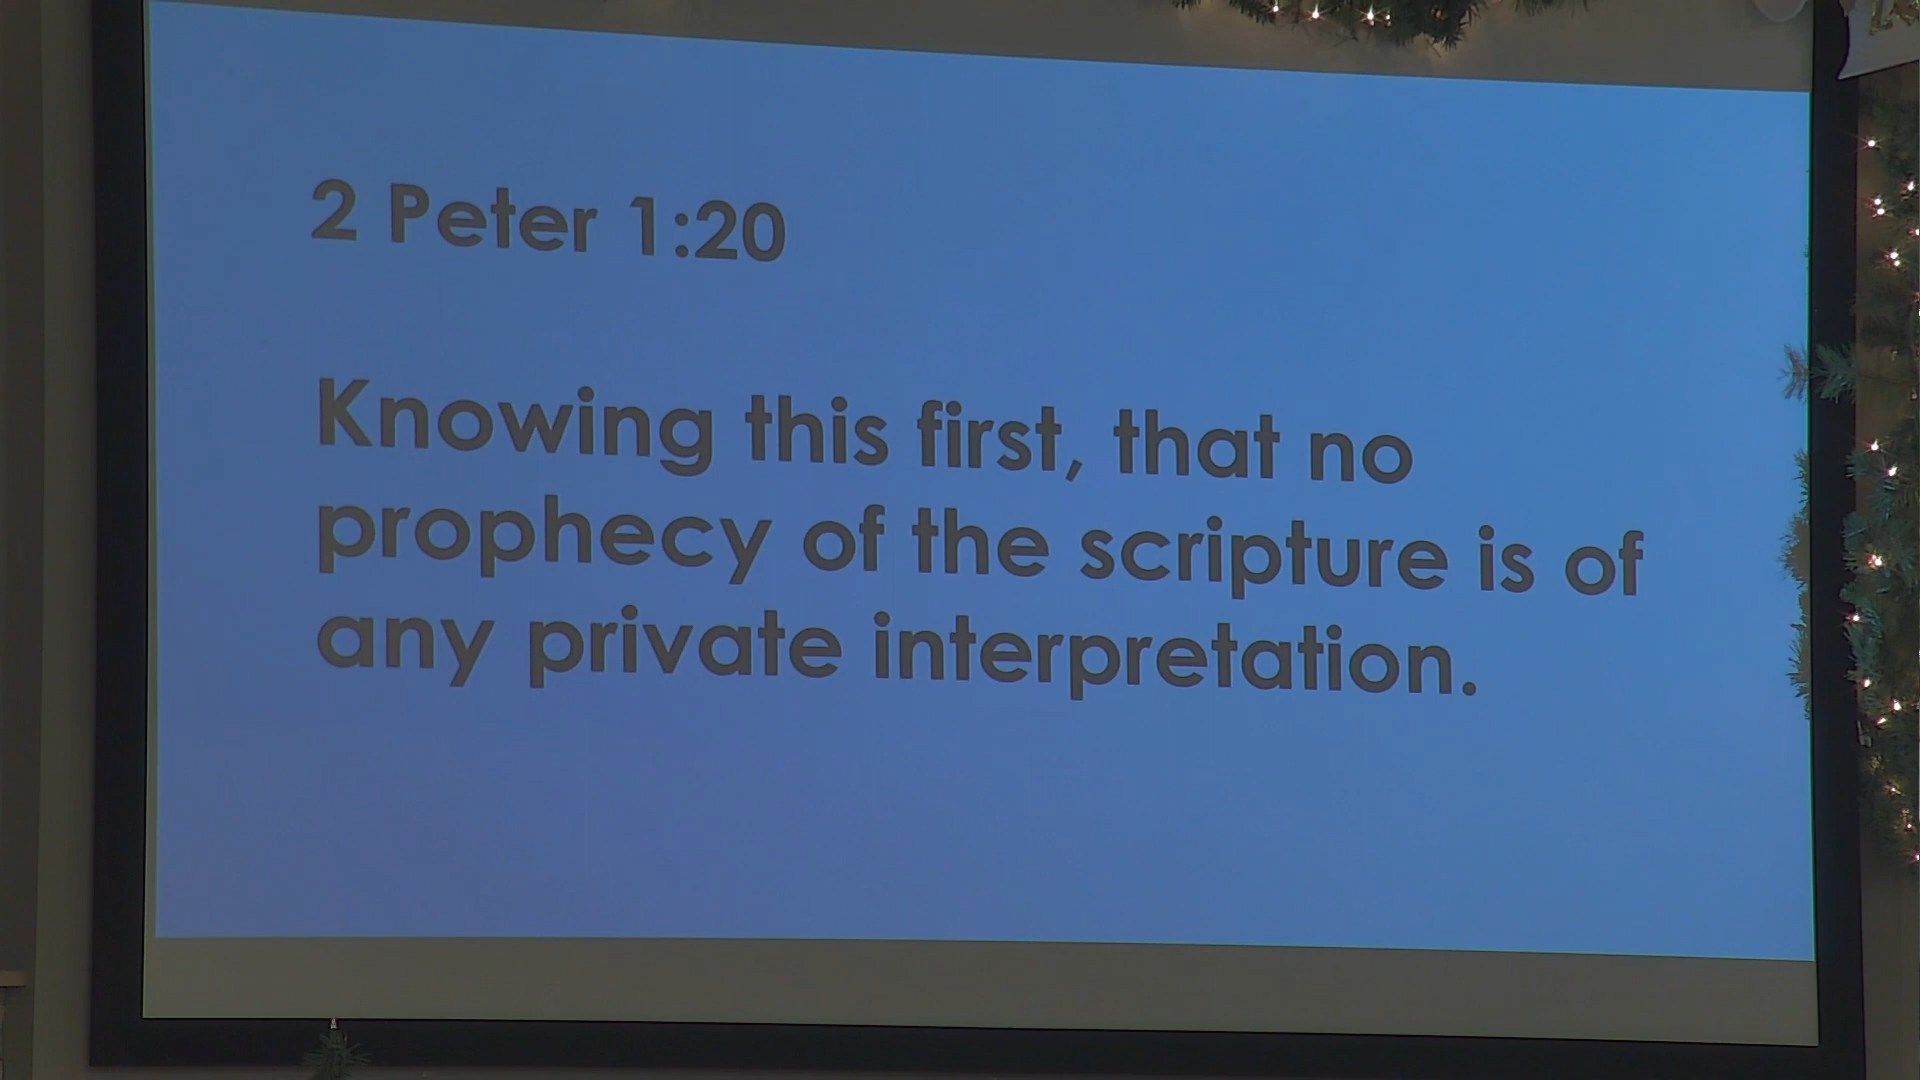 2 Peter 1:20
Knowing this first, that no
prophecy of the scripture is of
any private interpretation.